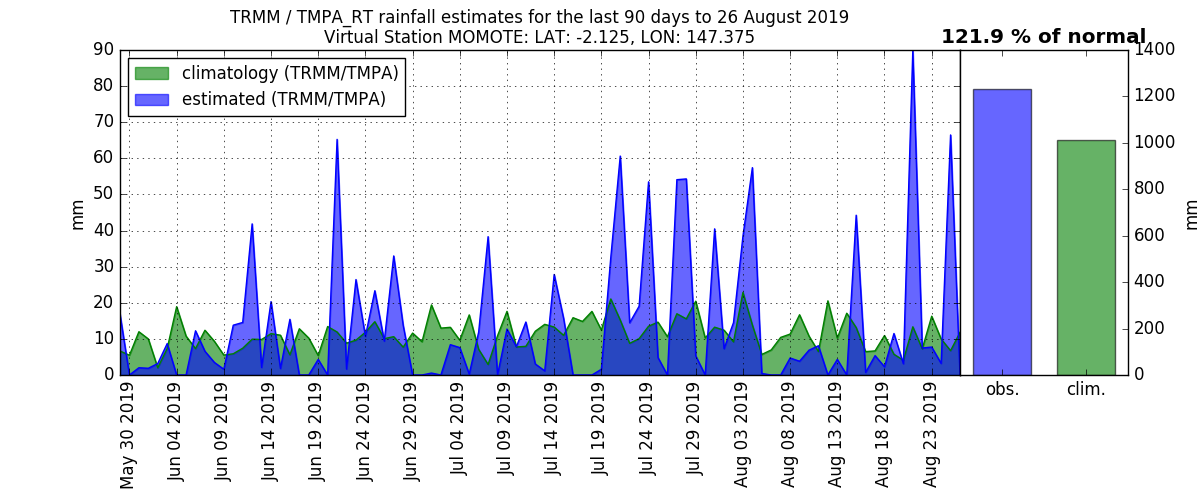 TRMM / TMPA_RT rainfall estimates for the last 90 days to 26 August 2019
Virtual Station MOMOTE: LAT: -2.125, LON: 147.375
121.9 % of normal
climatology (TRMM/TMPA)
estimated (TRMM/TMPA)
mm
90
80
70
60
50
40
30
20
10
0
May 30 2019
Jun 04 2019
Jun 09 2019
Jun 14 2019
Jun 19 2019
Jun 24 2019
Jun 29 2019
Jul 04 2019
Jul 09 2019
Jul 14 2019
Jul 19 2019
Jul 24 2019
Jul 29 2019
Aug 03 2019
Aug 08 2019
Aug 13 2019
Aug 18 2019
Aug 23 2019
obs.
clim.
1400
1200
1000
800
600
400
200
0
mm